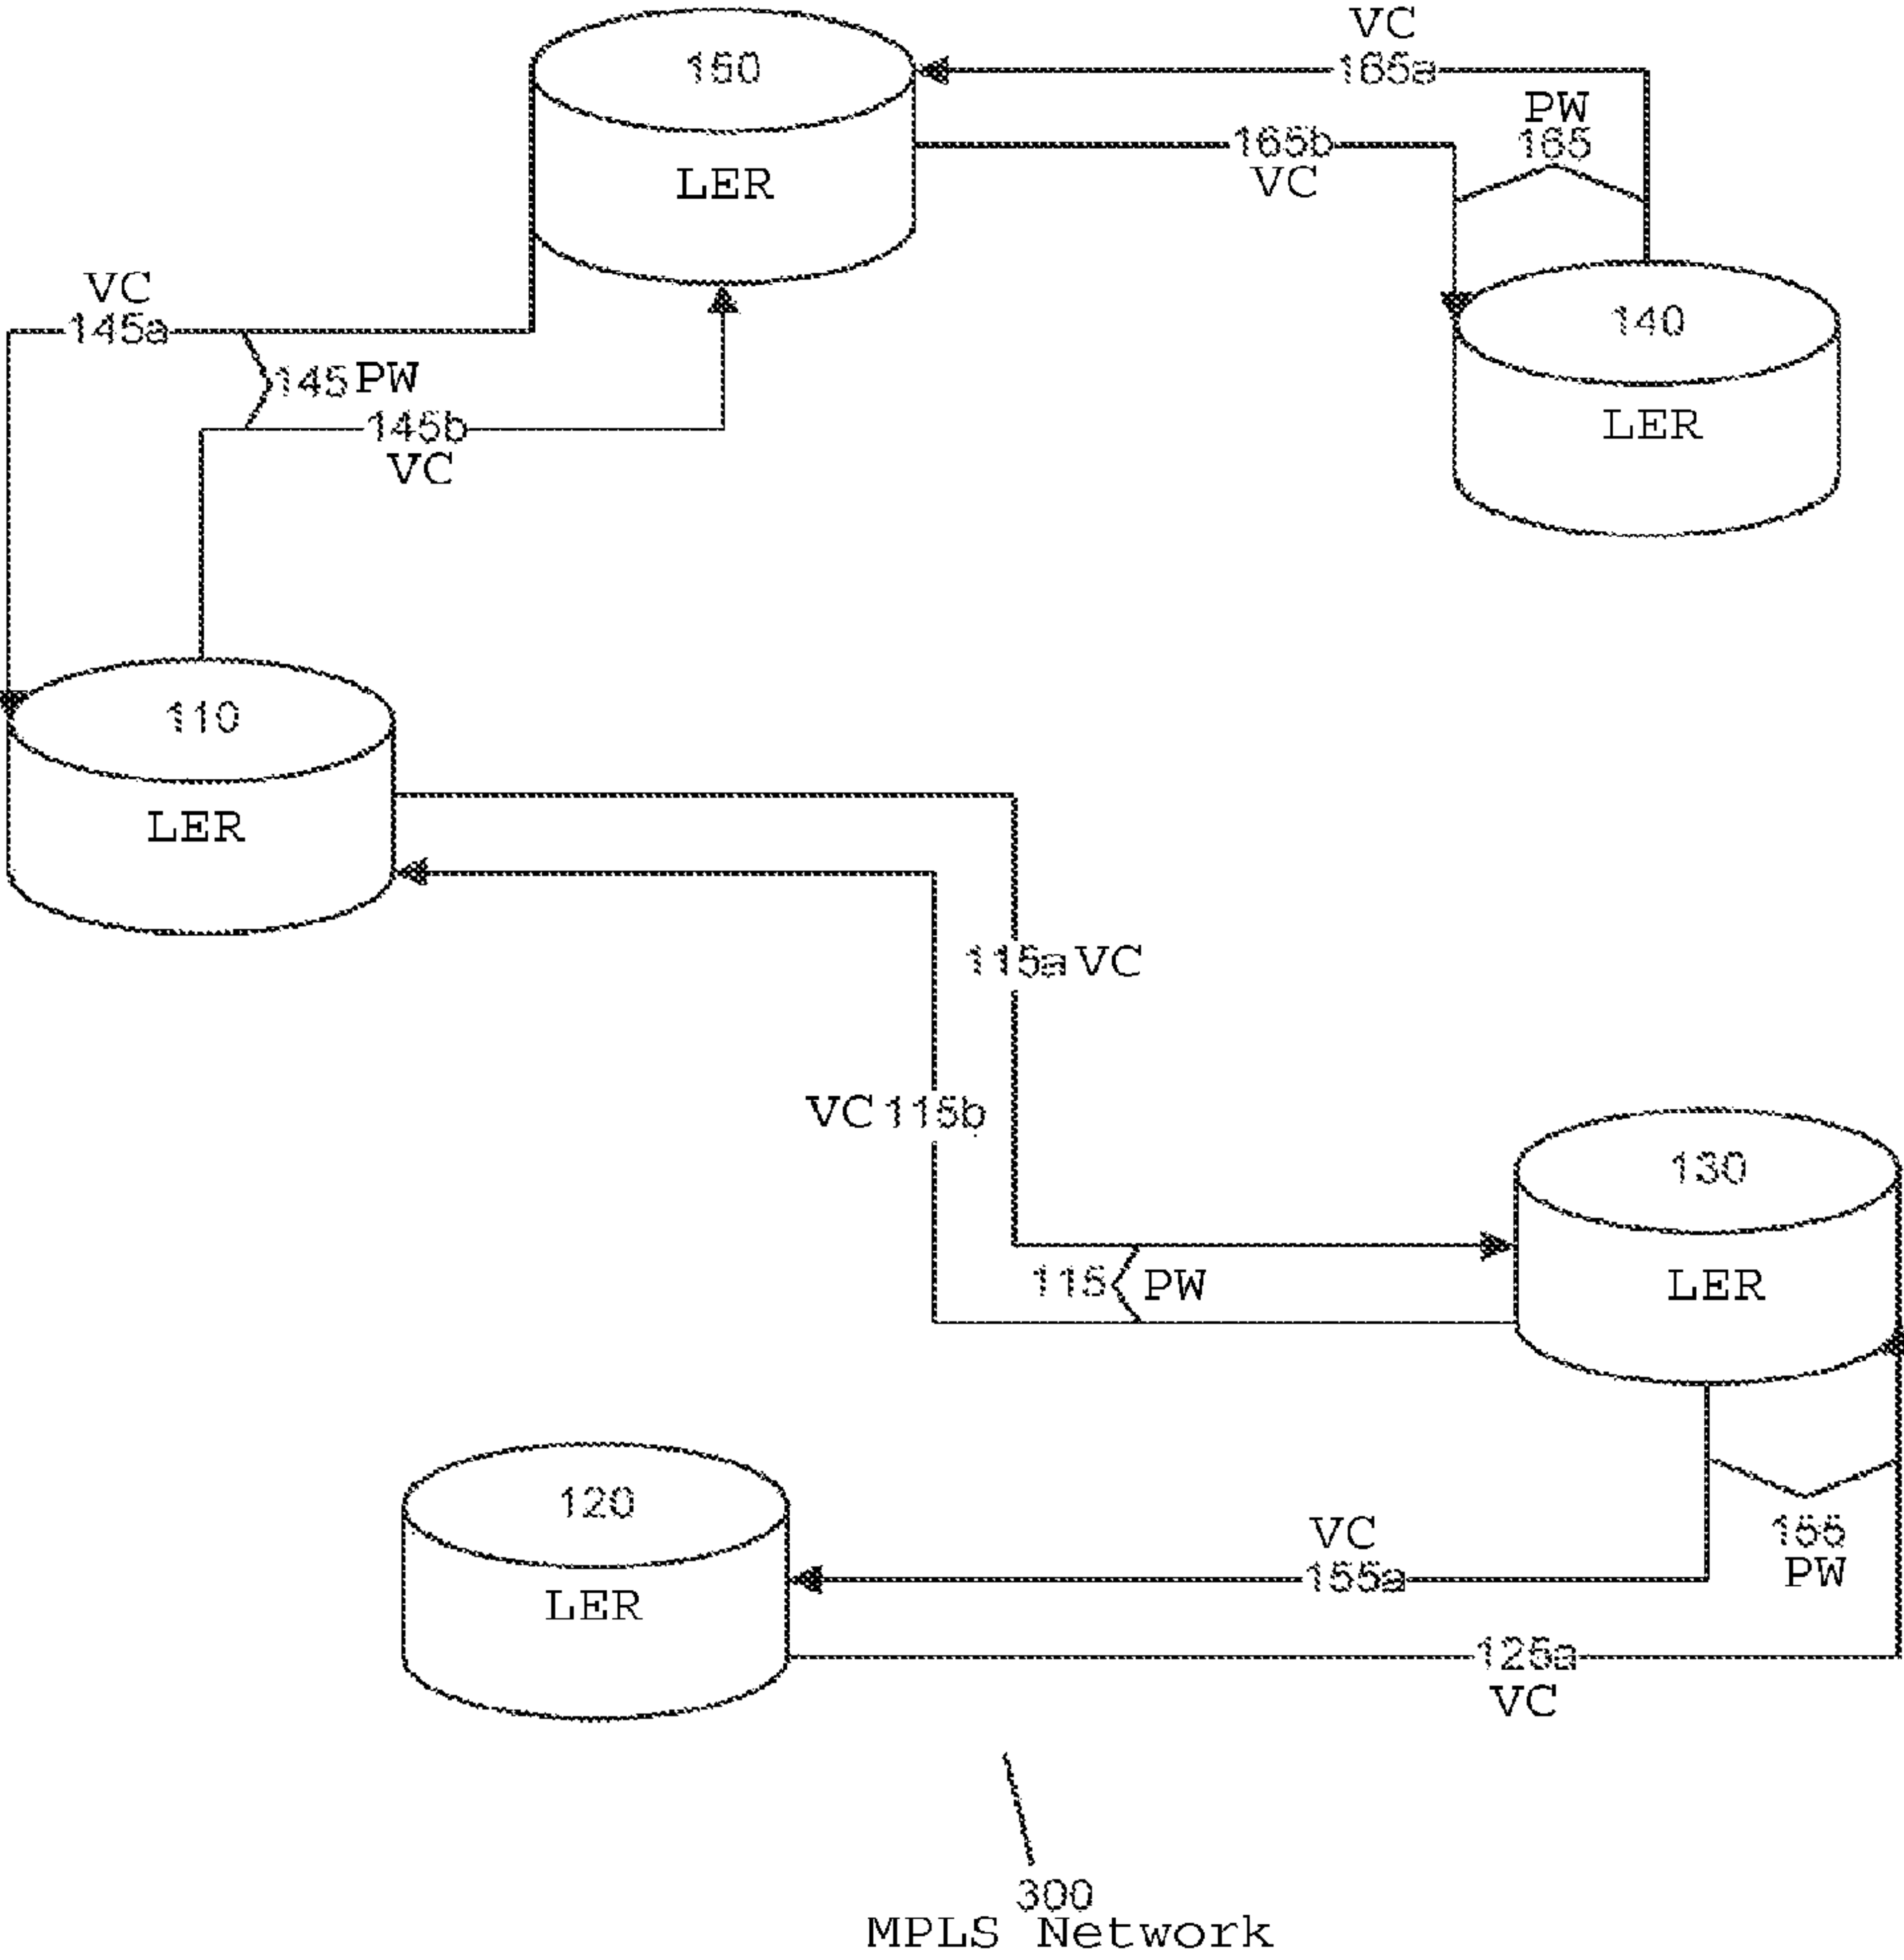 VC
150
165a
PW
165b
165
VC
LER
VC
145a
140
145 PW
LER
145b
VC
110
LER
115a VC
VC 115b
130
115 PW
LER
120
VC
155
155a
PW
LER
125a
VC
300
MPLS Network